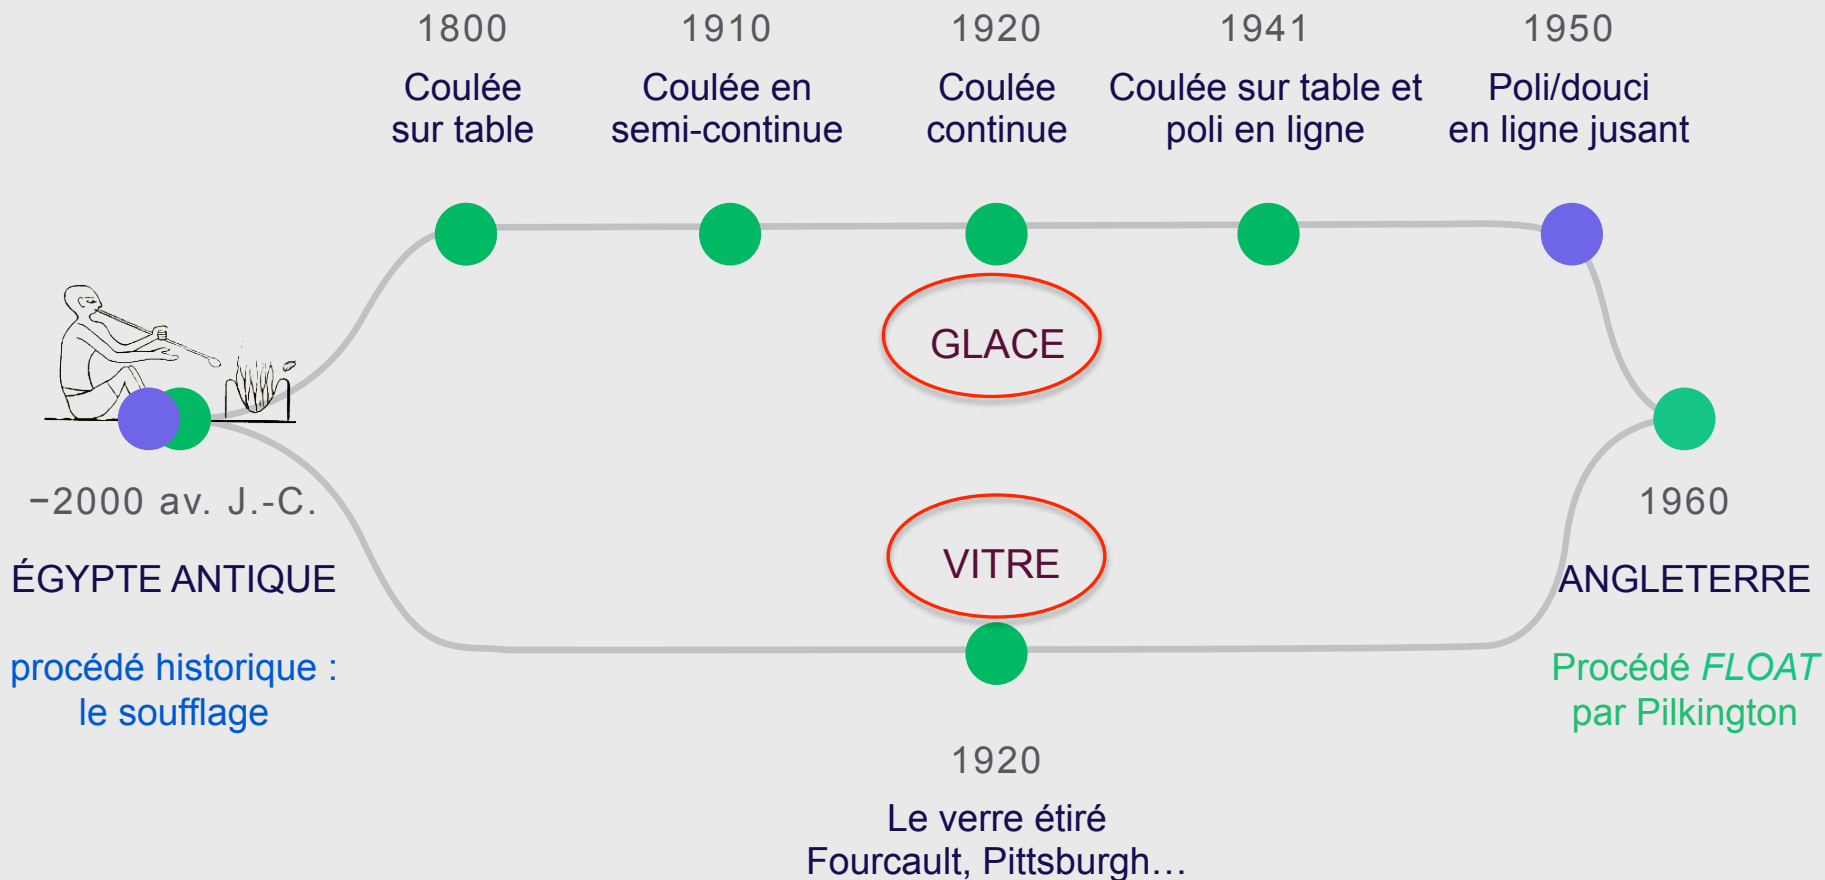 1800
Coulée
sur table
1910
Coulée en
semi-continue
1920
Coulée
continue
1941
Coulée sur table et
poli en ligne
1950
Poli/douci
en ligne jusant
GLACE
−2000 av. J.-C.
ÉGYPTE ANTIQUE
procédé historique :
le soufflage
VITRE
1960
ANGLETERRE
Procédé FLOAT
par Pilkington
1920
Le verre étiré
Fourcault, Pittsburgh…